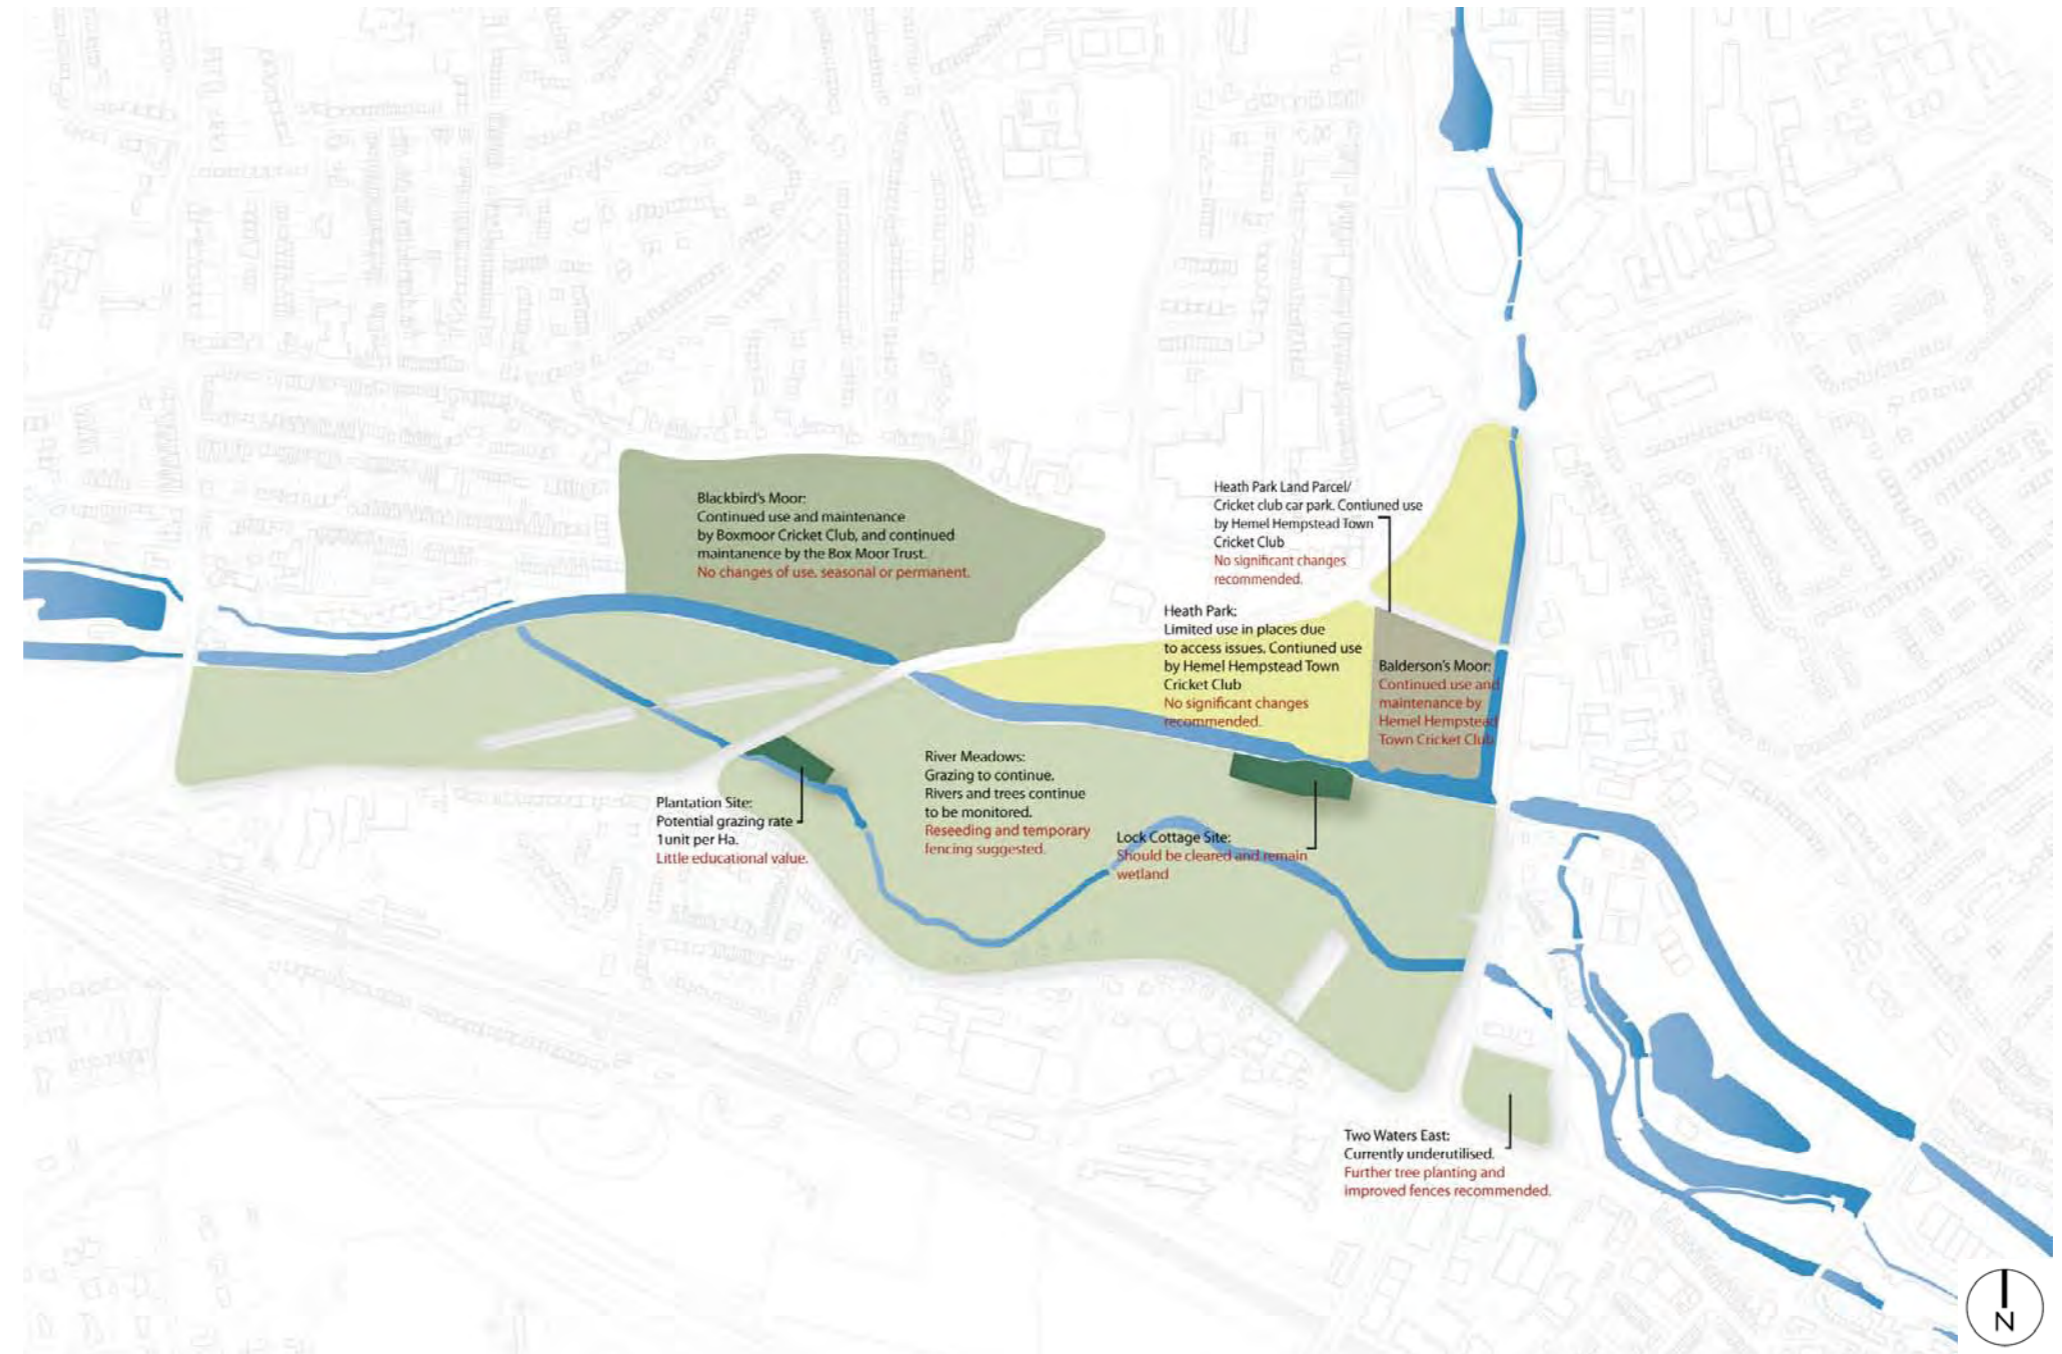 Blackbird's Moor:
Continued use and maintenance
by Boxmoor Cricket Club, and continued
maintanence by the Box Moor Trust.
No changes of use, seasonal or permanent.
Heath Park Land Parcel/
Cricket club car park. Contiuned use
by Hemel Hempstead Town
Cricket Club
No significant changes
recommended.
Heath Park:
Limited use in places due
to access issues. Contiuned use
by Hemel Hempstead Town
Cricket Club
No significant changes
recommended.
Balderson's Moor:
Continued use and
maintenance by
Hemel Hempstead
Town Cricket Club
River Meadows:
Grazing to continue.
Rivers and trees continue
to be monitored.
Reseeding and temporary
fencing suggested.
Plantation Site:
Potential grazing rate
1unit per Ha.
Little educational value.
Lock Cottage Site:
Should be cleared and remain
wetland
Two Waters East:
Currently underutilised.
Further tree planting and
improved fences recommended.
N